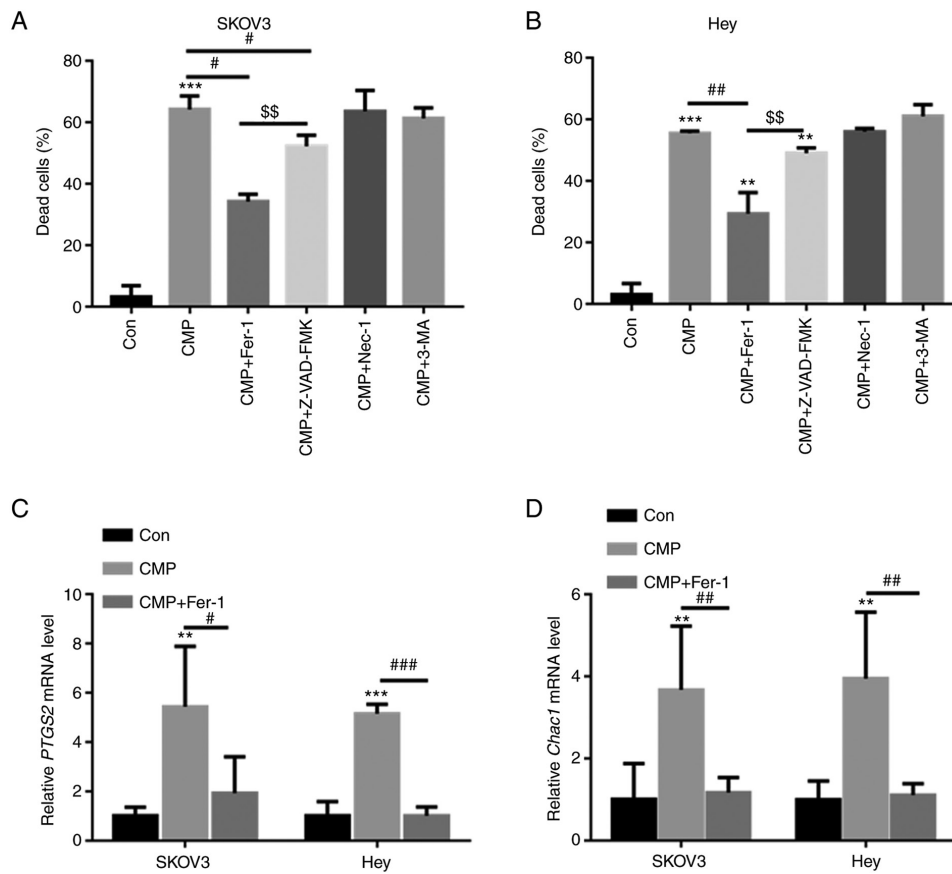 A
SKOV3
#
#
***
$$
Dead cells (%)
80
60
40
20
0
Con
CMP
CMP+Fer-1
CMP+Z-VAD-FMK
CMP+Nec-1
CMP+3-MA
B
Hey
##
$$
***
**
**
Dead cells (%)
80
60
40
20
0
Con
CMP
CMP+Fer-1
CMP+Z-VAD-FMK
CMP+Nec-1
CMP+3-MA
C
Con
CMP
CMP+Fer-1
#
**
###
***
Relative PTGS2 mRNA level
10
8
6
4
2
0
SKOV3
Hey
D
Con
CMP
CMP+Fer-1
##
**
##
**
Relative Chac1 mRNA level
6
4
2
0
SKOV3
Hey